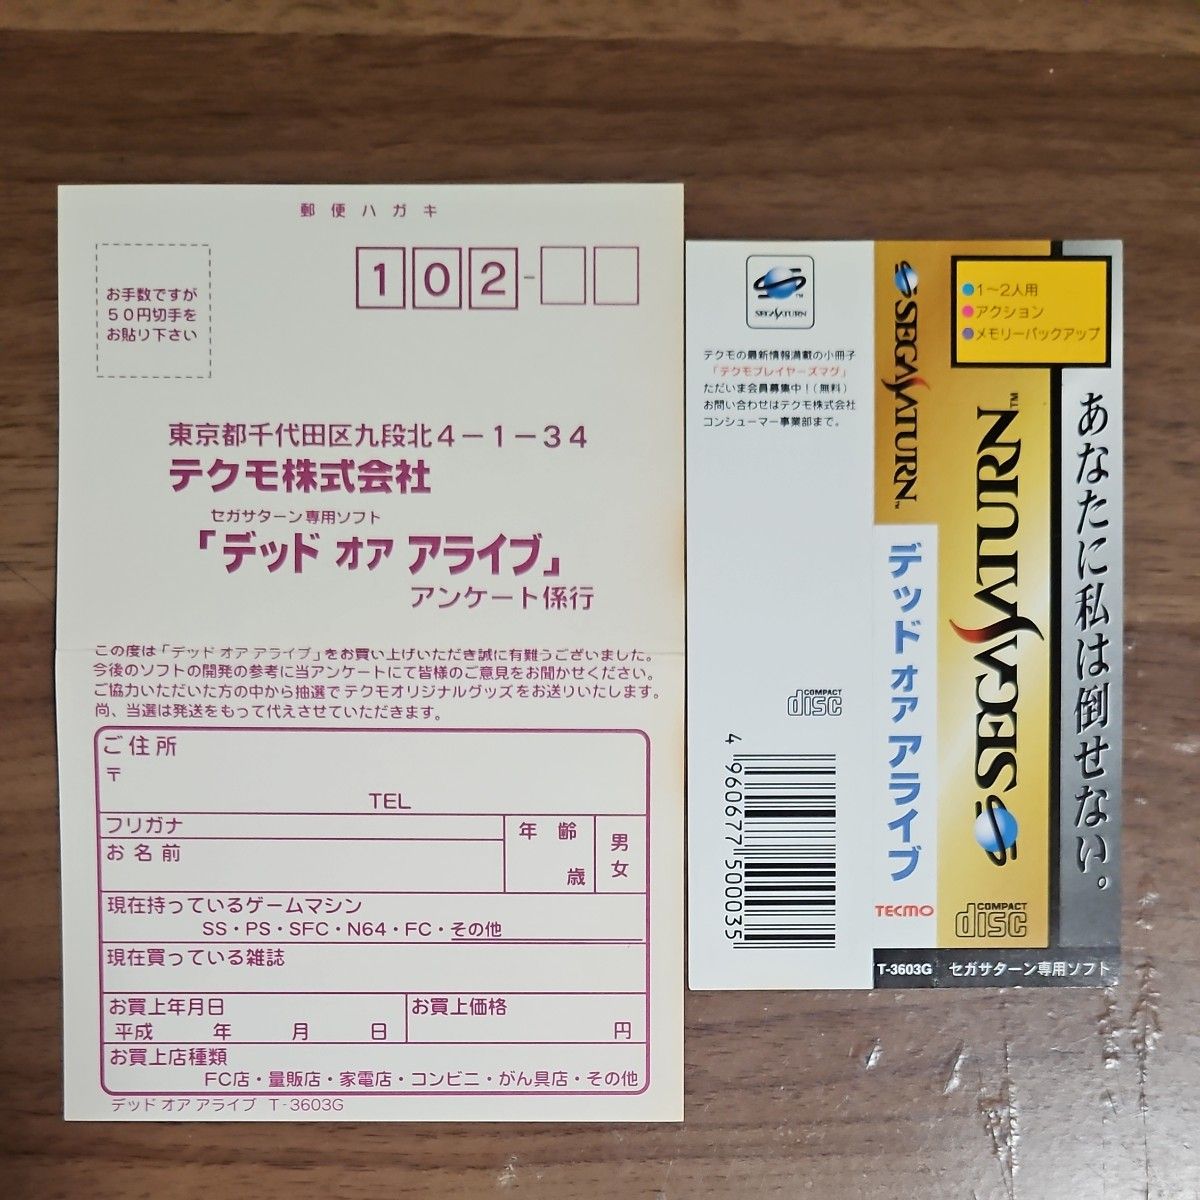 郵便ハガキ
お手数ですが
50円切手を
お貼り下さい
102-
東京都千代田区九段北4-1-34
テクモ株式会社
セガサターン専用ソフト
「デッド オア アライブ」
アンケート係行
この度は「デッド オア アライブ」をお買い上げいただき誠に有難うございました。
今後のソフトの開発の参考に当アンケートにて皆様のご意見をお聞かせください。
ご協力いただいた方の中から抽選でテクモオリジナルグッズをお送りいたします。
尚、当選は発送をもって代えさせていただきます。
ご住所
〒
TEL
フリガナ
お名前
年齢
歳
男
女
現在持っているゲームマシン
SS・PS・SFC・N64・FC・その他
現在買っている雑誌
お買上年月日
平成 年 月 日
お買上価格
円
お買上店種類
FC店・量販店・家電店・コンビニ・がん具店・その他
デッド オア アライブ T-3603G
SEGA SATURN™
テクモの最新情報満載の小冊子
「テクモプレイヤーズマグ」
ただいま会員募集中!(無料)
お問い合わせはテクモ株式会社
コンシューマー事業部まで。
COMPACT
disc
4 960677 500035
SEGA SATURN™
デッド オア アライブ
TECMO
T-3603G
1~2人用
アクション
メモリーバックアップ
SEGA SATURN™
COMPACT
disc
あなたに私は倒せない。
セガサターン専用ソフト